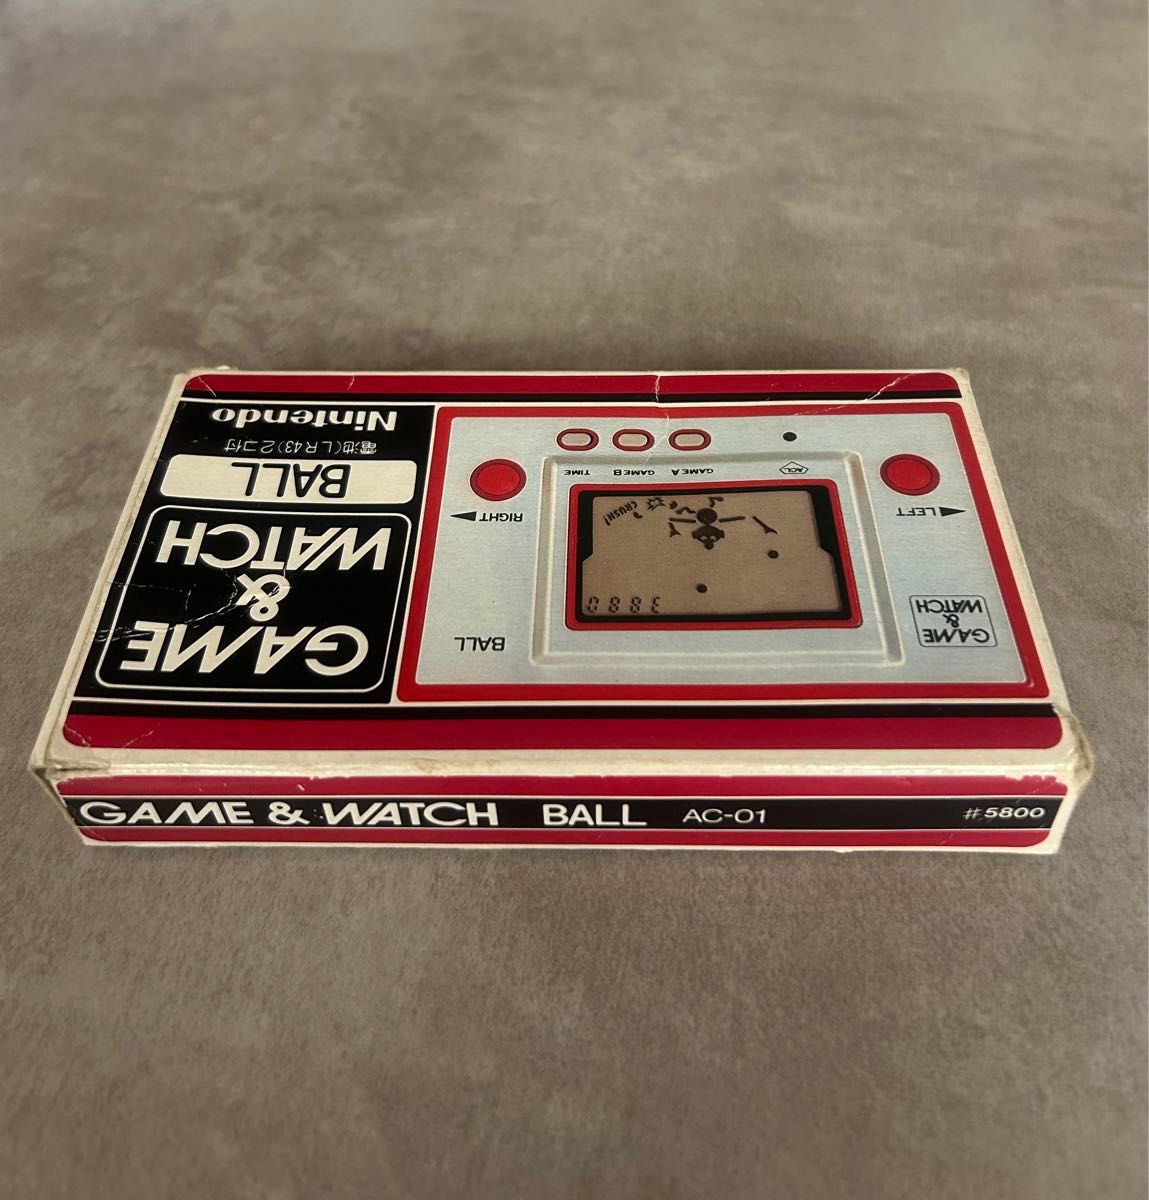 Nintendo
電池(LR43)2コ付
BALL
GAME
&
WATCH
TIME
GAME B
GAME A
ACL
RIGHT
LEFT
CRUSH!
BALL
GAME
&
WATCH
GAME & WATCH BALL AC-01 #5800